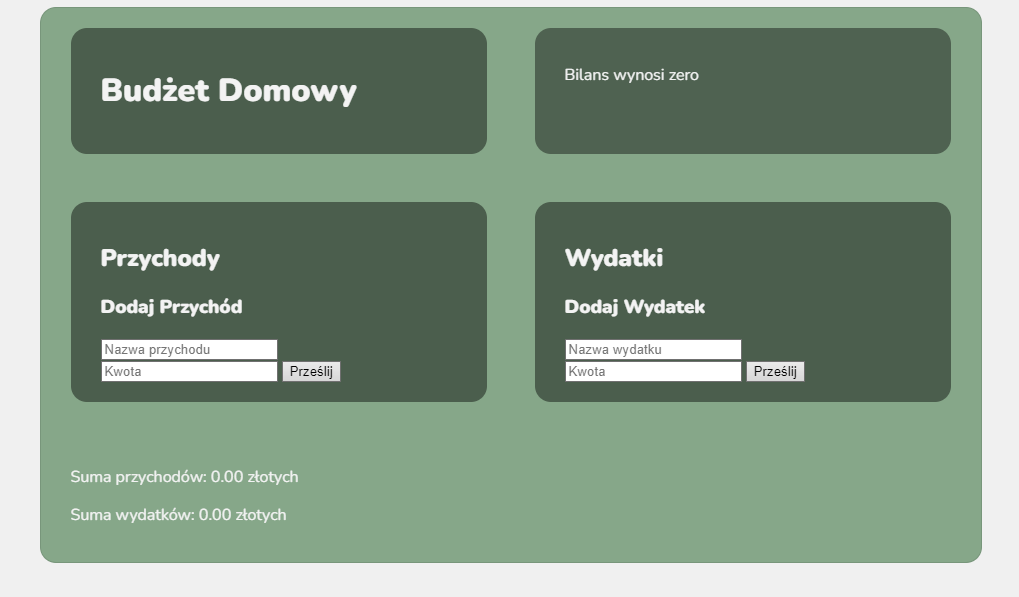 Budżet Domowy
Bilans wynosi zero
Przychody
Dodaj Przychód
Nazwa przychodu
Kwota Prześlij
Wydatki
Dodaj Wydatek
Nazwa wydatku
Kwota Prześlij
Suma przychodów: 0.00 złotych
Suma wydatków: 0.00 złotych